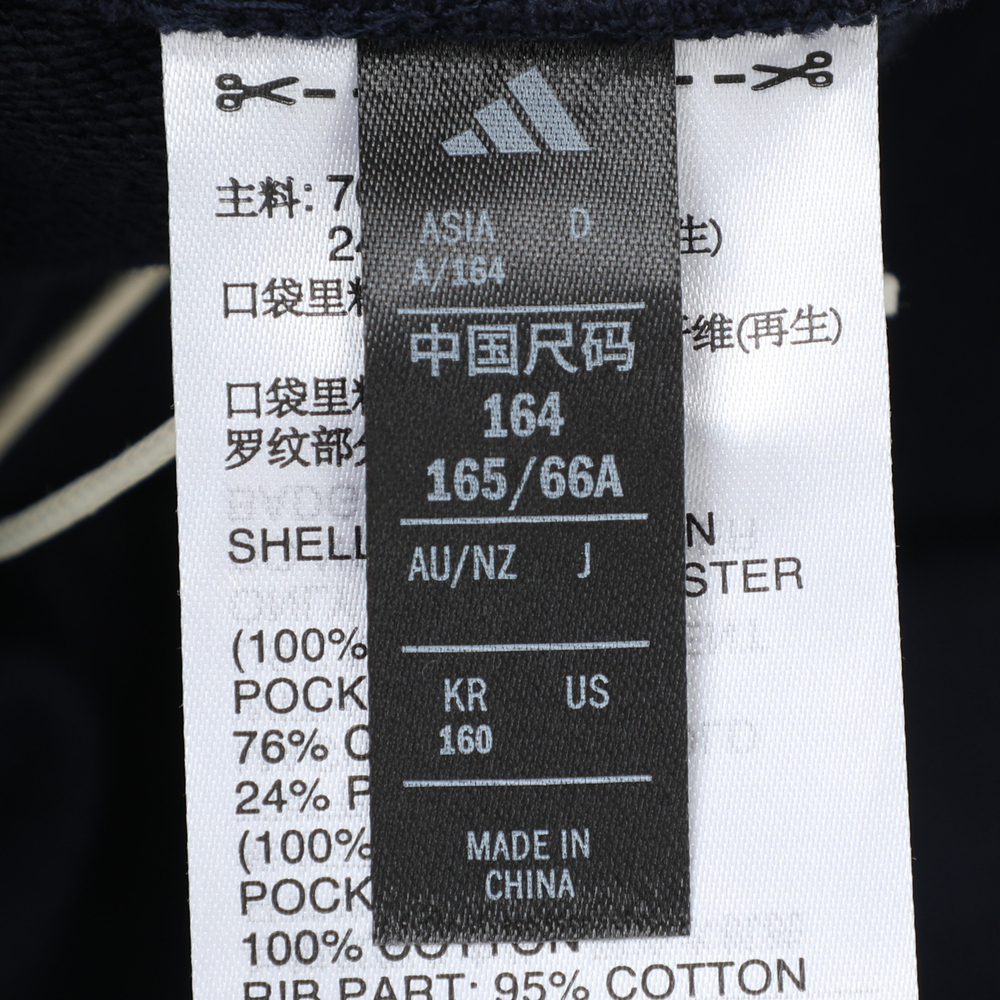 ASIA D
A/164
中国尺码
164
165/66A
AU/NZ J
KR US
160
MADE IN
CHINA
主料: 7
2 生)
口袋里
维(再生)
口袋里
罗纹部
SHELL N
STER
(100%
POCK
76%
24%
(100%
POCK
100% COTTON
RIB PART: 95% COTTON